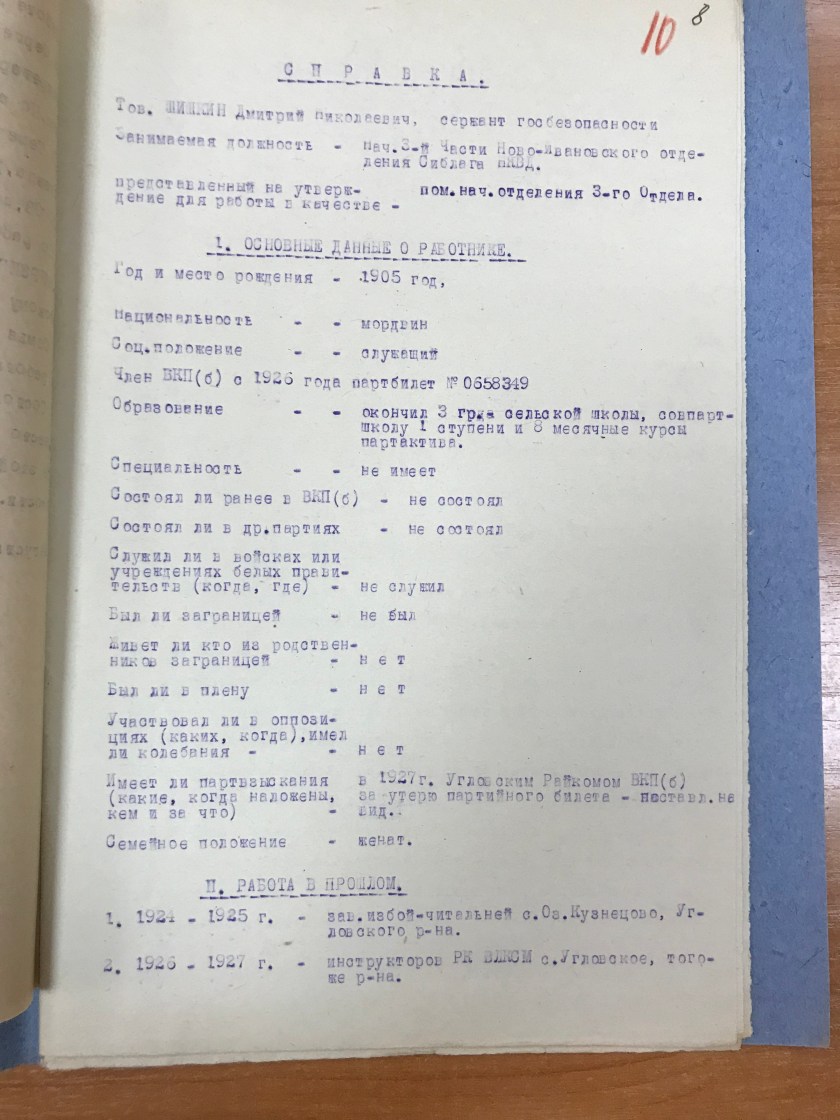 10 8
С П Р А В К А.
Тов. ШИШКИН Дмитрий Николаевич, сержант госбезопасности
Занимаемая должность - нач.3-й Части Ново-Ивановского отде-
ления Сиблага НКВД.
представленный на утверж- пом.нач.отделения 3-го Отдела.
дение для работы в качестве -
1. ОСНОВНЫЕ ДАННЫЕ О РАБОТНИКЕ.
Год и место рождения - 1905 год,
Национальность - - мордвин
Соц.положение - - служащий
Член ВКП(б) с 1926 года партбилет № 0658349
Образование - - окончил 3 гр. сельской школы, совпарт-
школу 1 ступени и 8 месячные курсы
партактива.
Специальность - - не имеет
Состоял ли ранее в ВКП(б) - не состоял
Состоял ли в др.партиях - не состоял
Служил ли в войсках или
учреждениях белых прави-
тельств (когда, где) - не служил
Был ли заграницей - не был
Живет ли кто из родствен-
ников заграницей - н е т
Был ли в плену - н е т
Участвовал ли в оппози-
циях (каких, когда),имел
ли колебания - - н е т
Имеет ли партвзыскания в 1927г. Угловским Райкомом ВКП(б)
(какие, когда наложены, за утерю партийного билета - поставл.на
кем и за что) - вид.
Семейное положение - женат.
П. РАБОТА В ПРОШЛОМ.
1. 1924 - 1925 г. - зав.избой-читальней с.Оз.Кузнецово, Уг-
ловского р-на.
2. 1926 - 1927 г. - инструкторов РК ВЛКСМ с.Угловское, того-
же р-на.